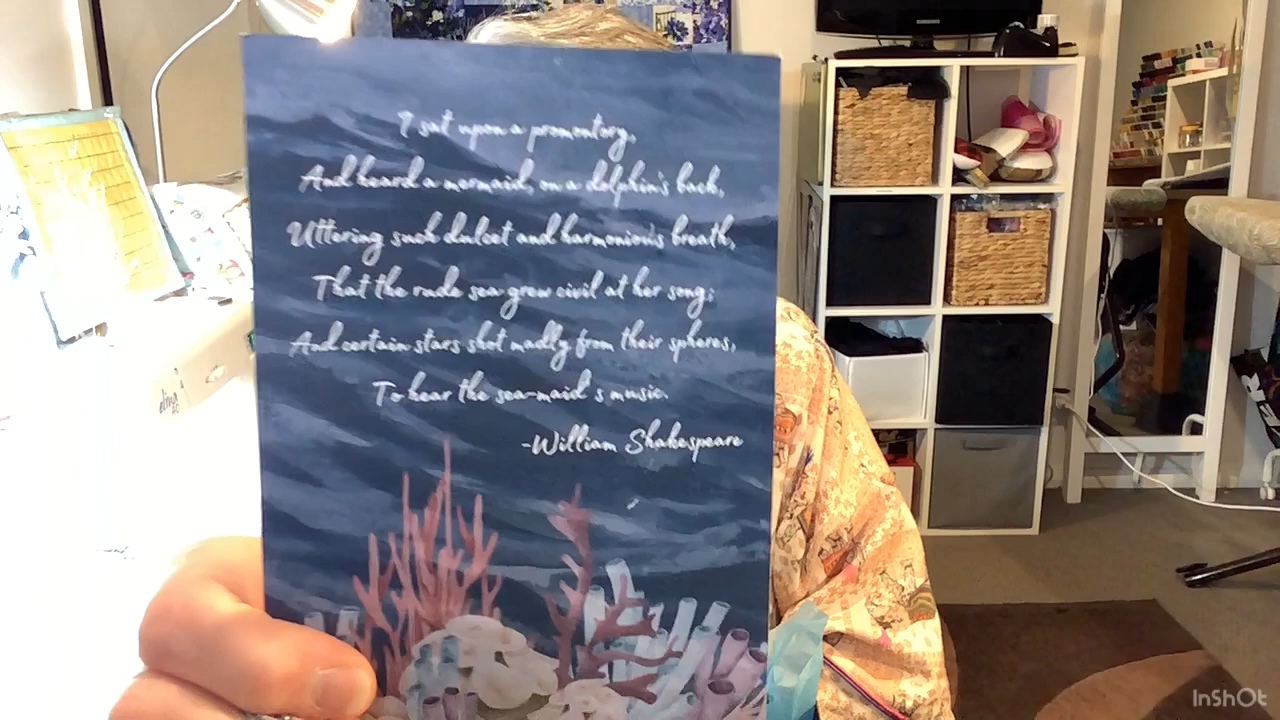 I sat upon a promontory,
And heard a mermaid, on a dolphin's back,
Uttering such dulcet and harmonious breath,
That the rude sea grew civil at her song;
And certain stars shot madly from their spheres,
To hear the sea-maid's music.
-William Shakespeare
elna
InShOt